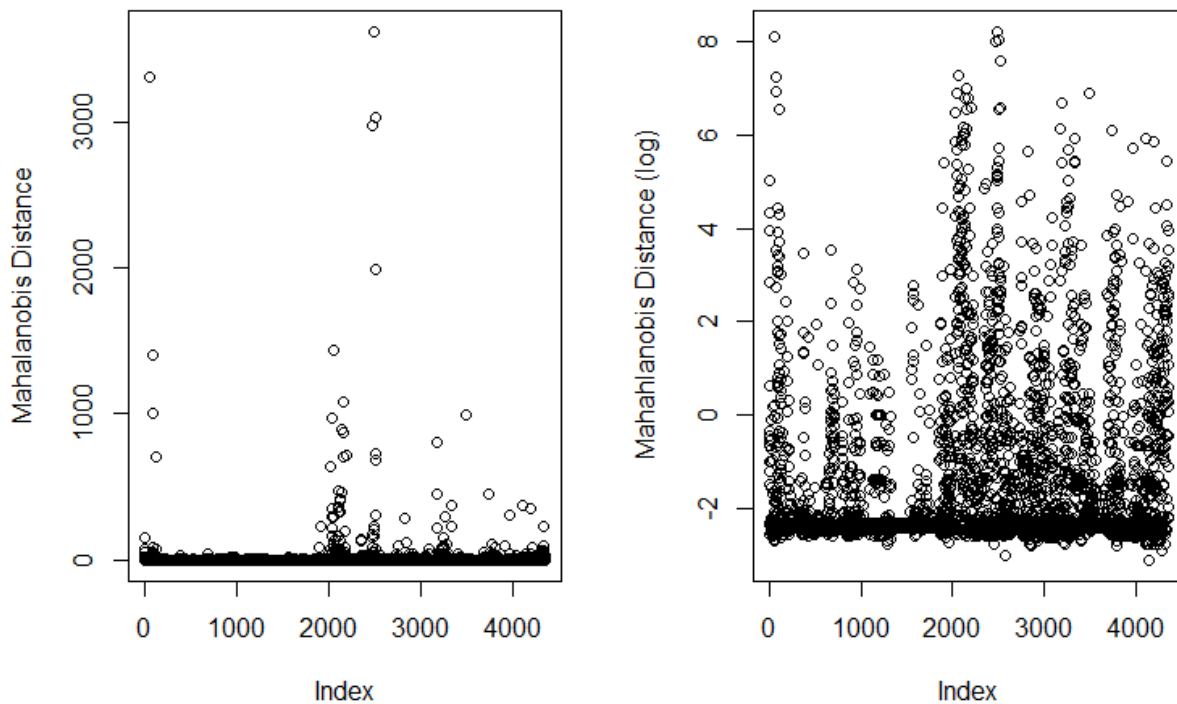 Mahalanobis Distance
3000
2000
1000
0
0 1000 2000 3000 4000
Index
Mahahlanobis Distance (log)
8
6
4
2
0
-2
0 1000 2000 3000 4000
Index